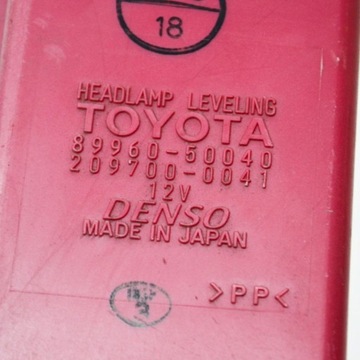 18
HEADLAMP LEVELING
TOYOTA
89960-50040
209700-0041
12V
DENSO
MADE IN JAPAN
>PP<